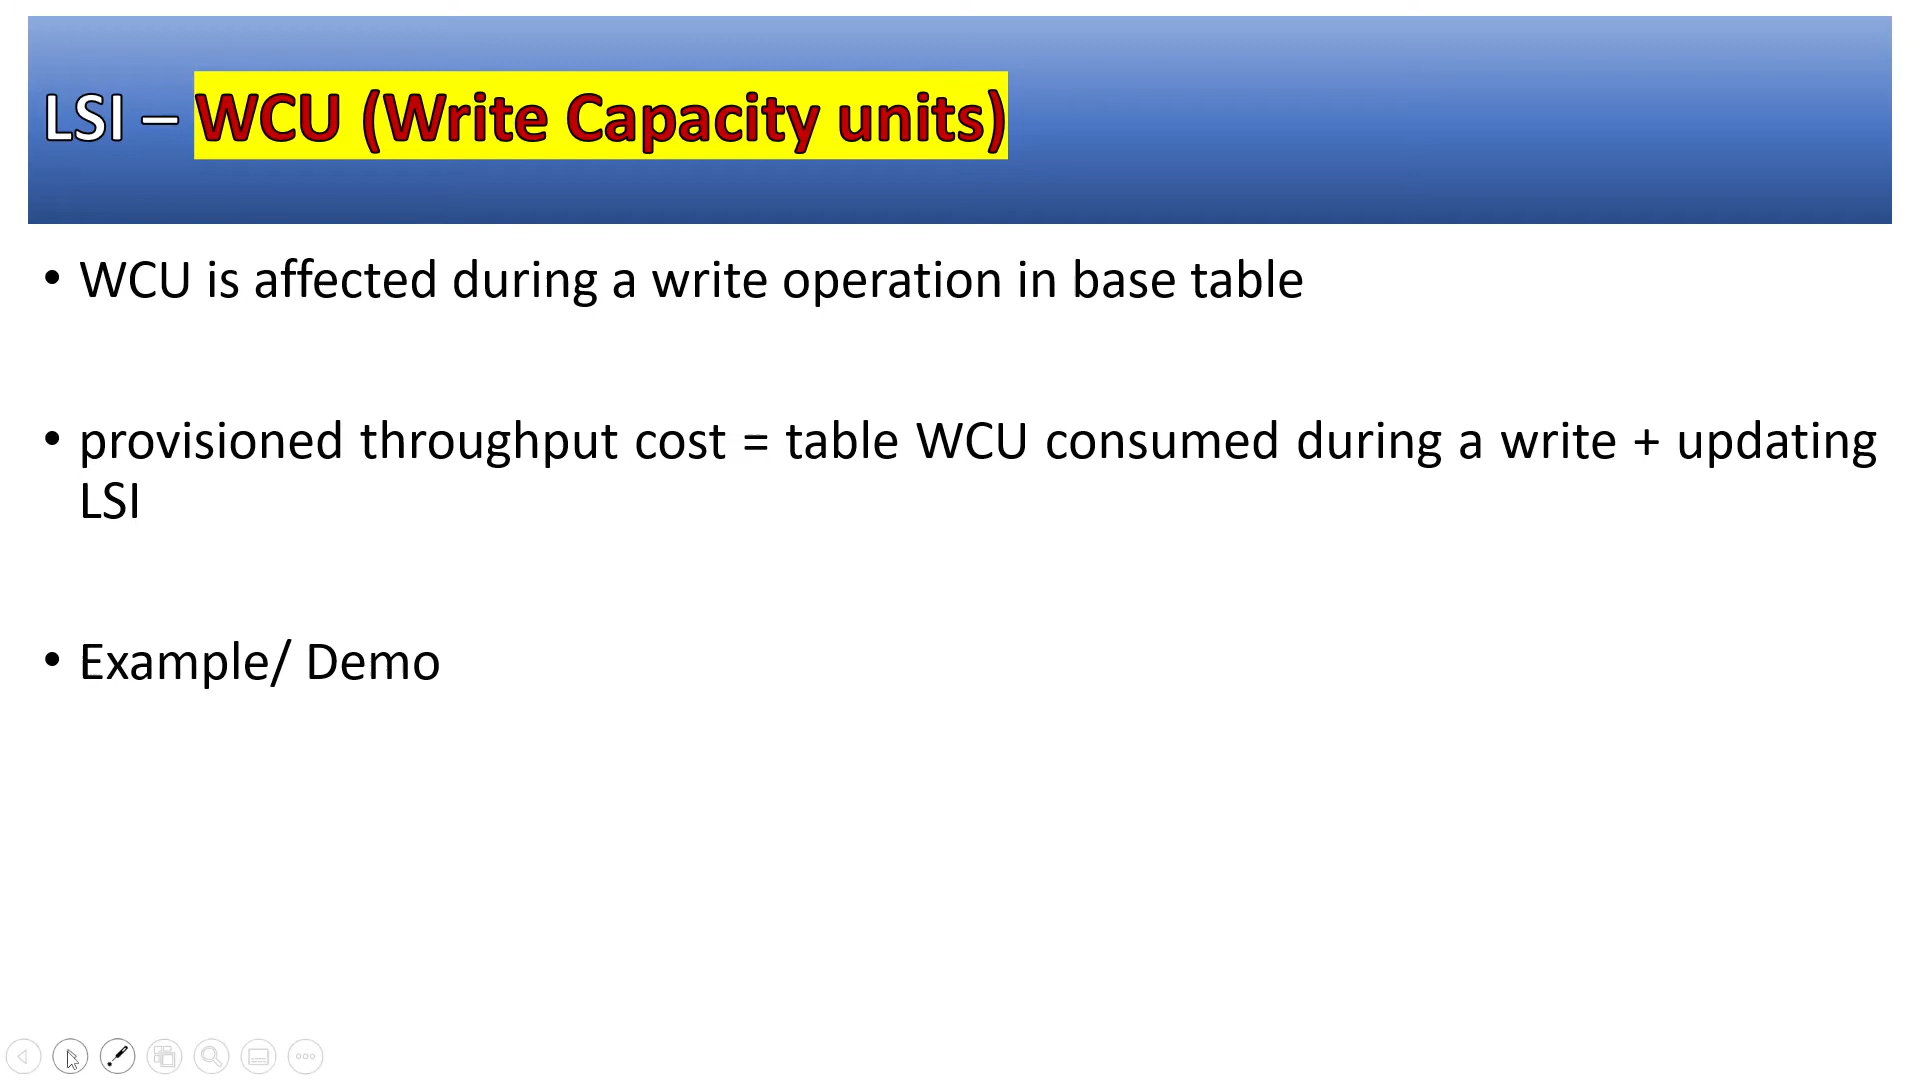 LSI – WCU (Write Capacity units)
• WCU is affected during a write operation in base table
• provisioned throughput cost = table WCU consumed during a write + updating
LSI
• Example/ Demo